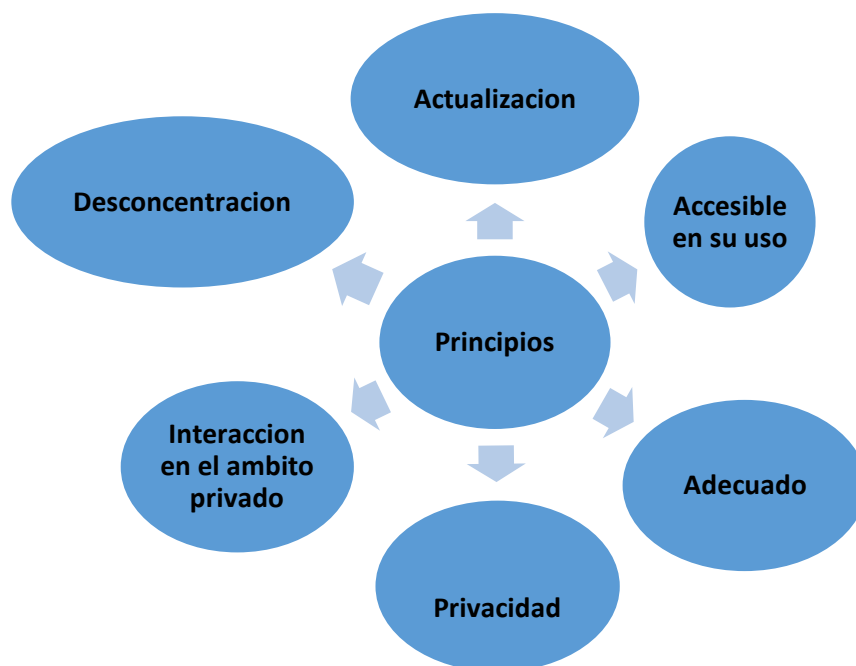 Actualizacion
Desconcentracion
Accesible
en su uso
Principios
Interaccion
en el ambito
privado
Adecuado
Privacidad